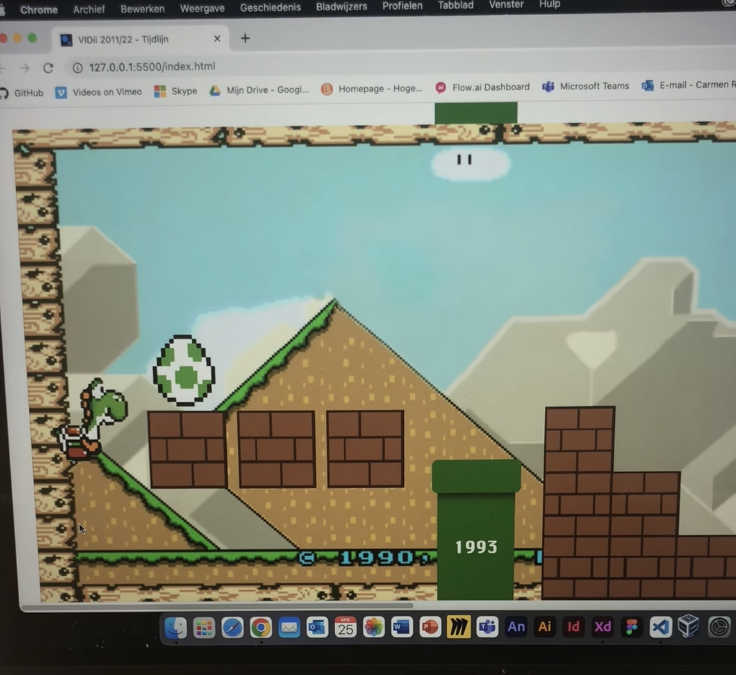 Chrome Archief Bewerken Weergave Geschiedenis Bladwijzers Profielen Tabblad Venster Hulp
VIDiI 2011/22 - Tijdlijn
127.0.0.1:5500/index.html
GitHub Videos on Vimeo Skype Mijn Drive - Googl... Homepage - Hoge... Flow.ai Dashboard Microsoft Teams E-mail - Carmen R
1993
© 1990,
25 An Ai Id Xd